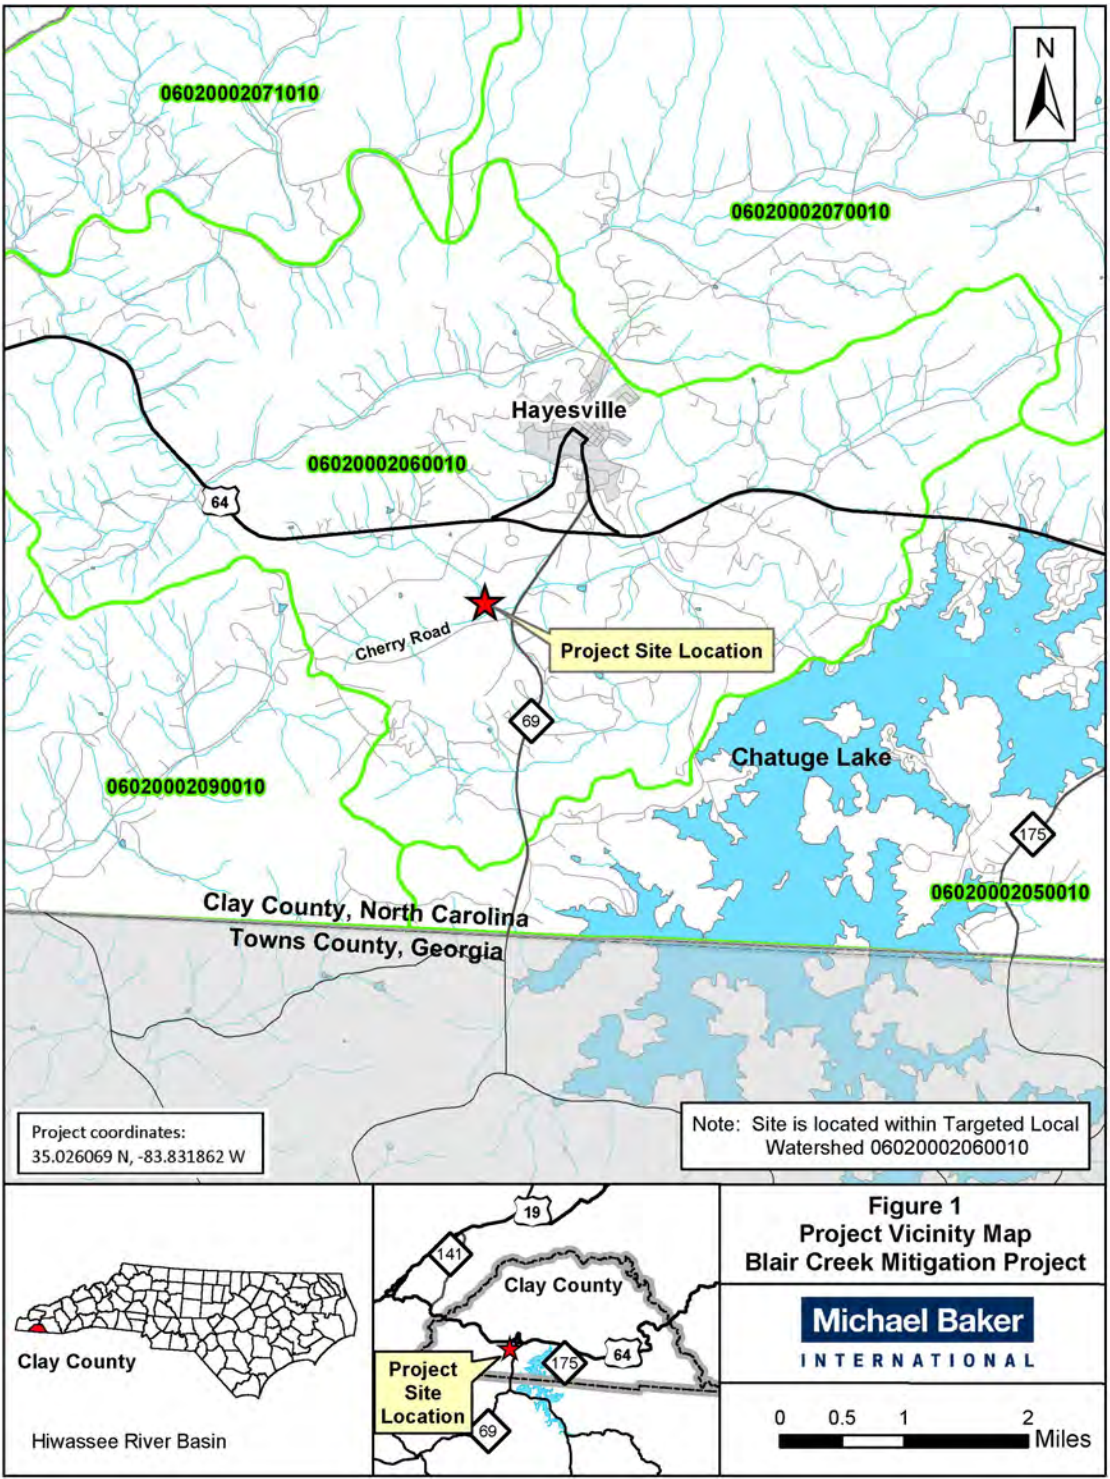 N
06020002071010
06020002070010
Hayesville
06020002060010
64
Cherry Road
Project Site Location
69
Chatuge Lake
06020002090010
175
06020002050010
Clay County, North Carolina
Towns County, Georgia
Project coordinates:
35.026069 N, -83.831862 W
Note: Site is located within Targeted Local
Watershed 06020002060010
Clay County
Hiwassee River Basin
19
141
Clay County
64
175
Project
Site
Location
69
Figure 1
Project Vicinity Map
Blair Creek Mitigation Project
Michael Baker
INTERNATIONAL
0 0.5 1 2
Miles